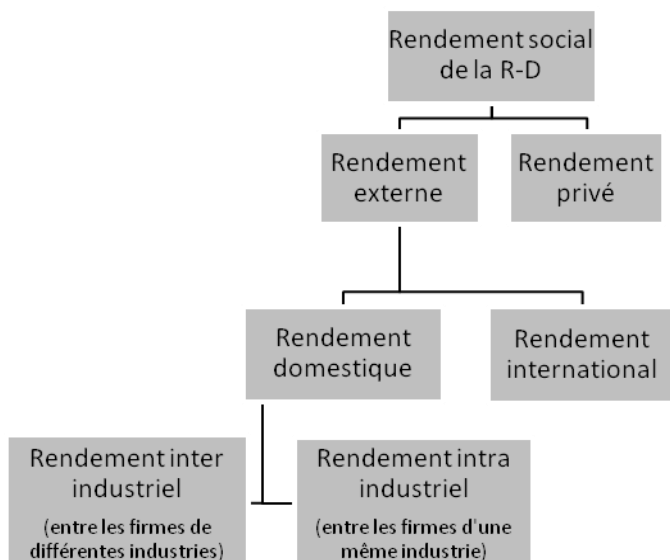 Rendement social
de la R-D
Rendement
externe
Rendement
privé
Rendement
domestique
Rendement
international
Rendement inter
industriel
(entre les firmes de
différentes industries)
Rendement intra
industriel
(entre les firmes d'une
même industrie)